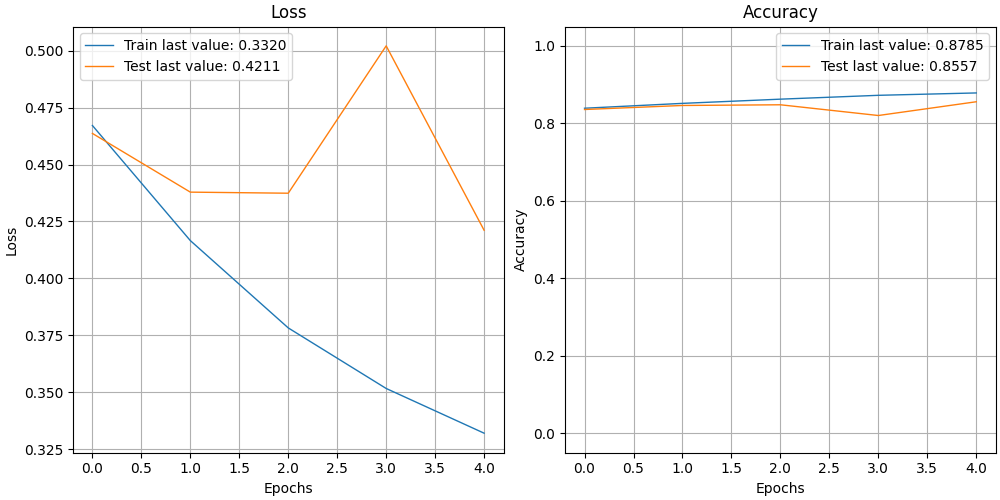 Loss
Train last value: 0.3320
Test last value: 0.4211
0.500
0.475
0.450
0.425
0.400
0.375
0.350
0.325
Loss
0.0 0.5 1.0 1.5 2.0 2.5 3.0 3.5 4.0
Epochs
Accuracy
Train last value: 0.8785
Test last value: 0.8557
1.0
0.8
0.6
0.4
0.2
0.0
Accuracy
0.0 0.5 1.0 1.5 2.0 2.5 3.0 3.5 4.0
Epochs